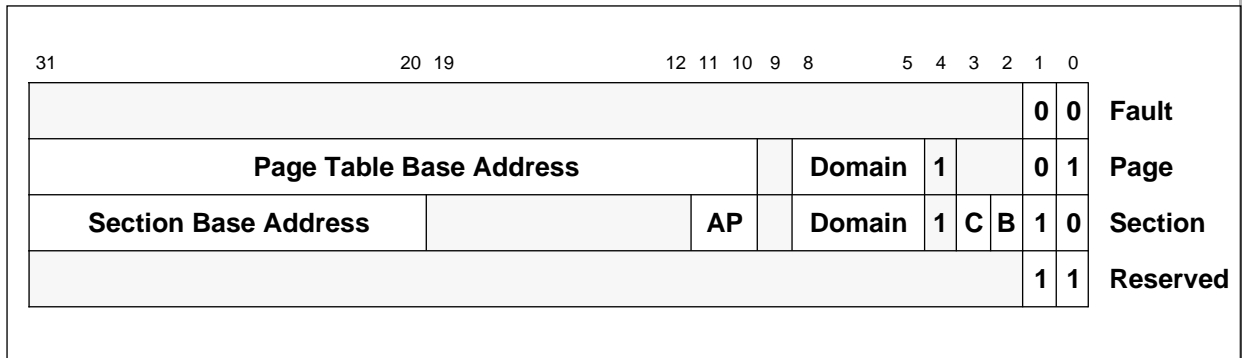 31 20 19 12 11 10 9 8 5 4 3 2 1 0
0 0 Fault
Page Table Base Address Domain 1 0 1 Page
Section Base Address AP Domain 1 C B 1 0 Section
1 1 Reserved